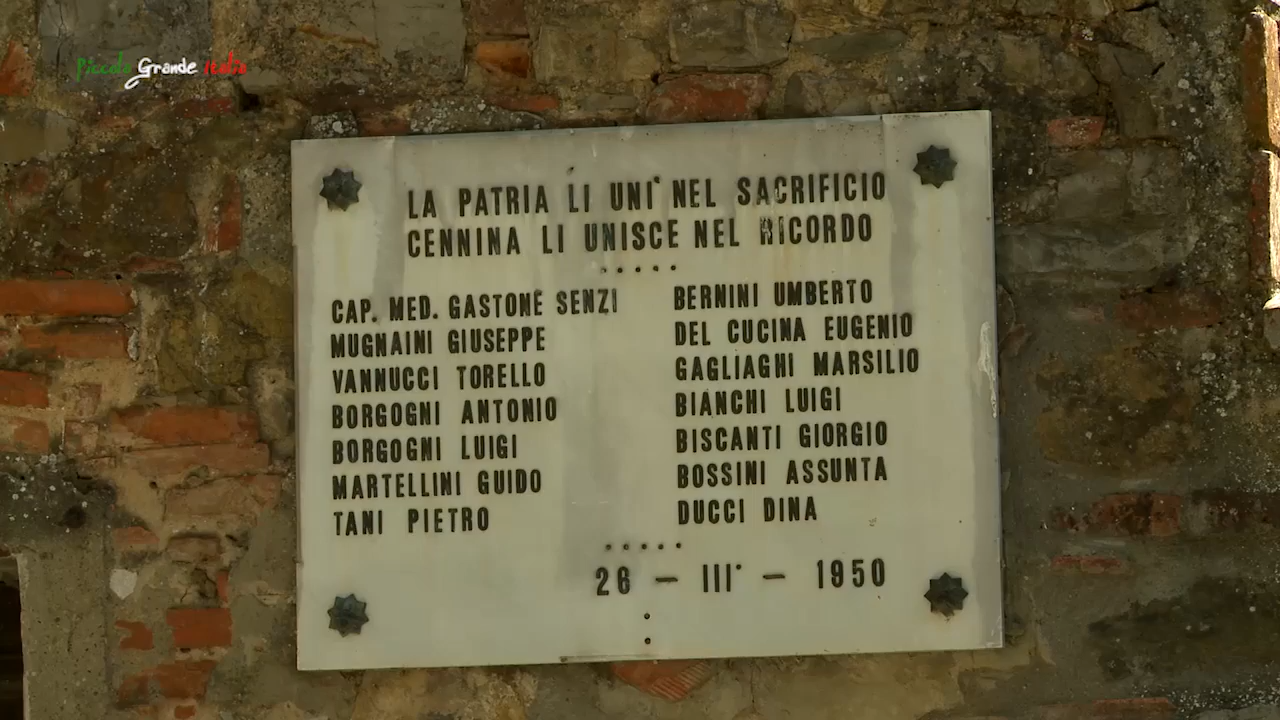 Piccola Grande Italia
LA PATRIA LI UNI' NEL SACRIFICIO
CENNINA LI UNISCE NEL RICORDO
.....
CAP. MED. GASTONE SENZI
MUGNAINI GIUSEPPE
VANNUCCI TORELLO
BORGOGNI ANTONIO
BORGOGNI LUIGI
MARTELLINI GUIDO
TANI PIETRO
BERNINI UMBERTO
DEL CUCINA EUGENIO
GAGLIAGHI MARSILIO
BIANCHI LUIGI
BISCANTI GIORGIO
BOSSINI ASSUNTA
DUCCI DINA
.....
26 — III° — 1950